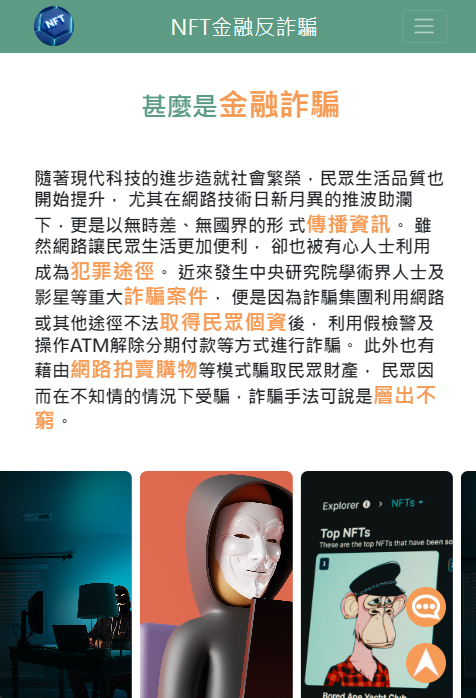 NFT
NFT金融反詐騙
甚麼是金融詐騙
隨著現代科技的進步造就社會繁榮，民眾生活品質也
開始提升， 尤其在網路技術日新月異的推波助瀾
下，更是以無時差、無國界的形 式傳播資訊。 雖
然網路讓民眾生活更加便利， 卻也被有心人士利用
成為犯罪途徑。 近來發生中央研究院學術界人士及
影星等重大詐騙案件， 便是因為詐騙集團利用網路
或其他途徑不法取得民眾個資後， 利用假檢警及
操作ATM解除分期付款等方式進行詐騙。 此外也有
藉由網路拍賣購物等模式騙取民眾財產， 民眾因
而在不知情的情況下受騙，詐騙手法可說是層出不
窮。
Explorer
NFTs
Top NFTs
These are the top NFTs that have been so
1
2
Bored Ape Yacht Club